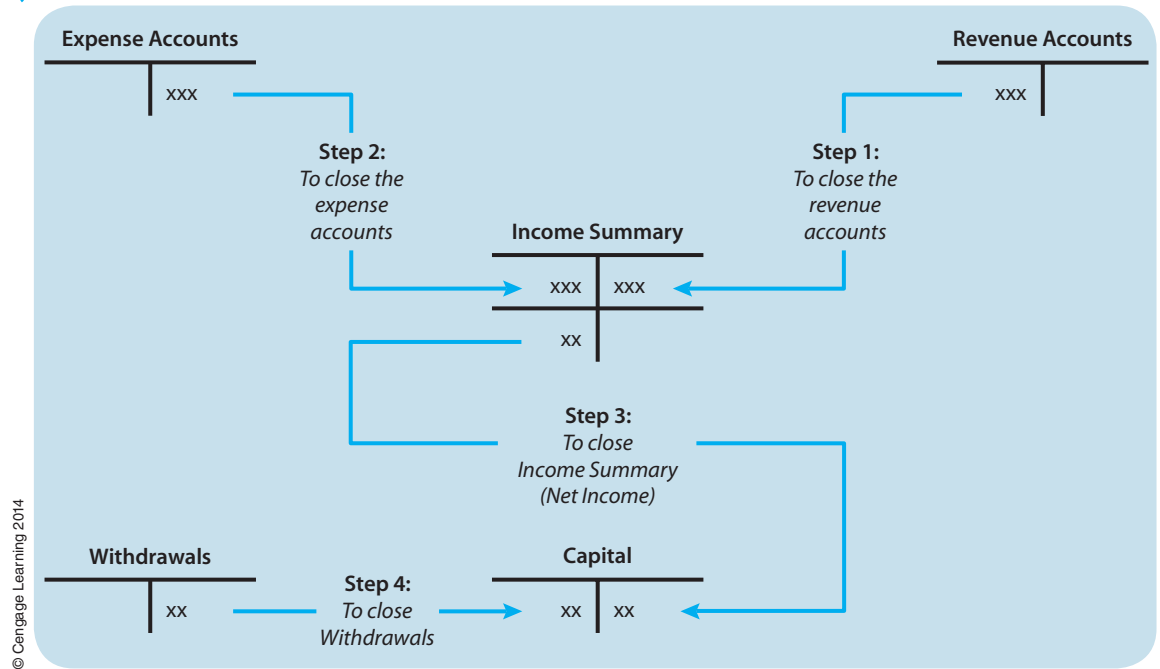 Expense Accounts
Revenue Accounts
xxx
xxx
Step 2:
To close the
expense
accounts
Step 1:
To close the
revenue
accounts
Income Summary
xxx xxx
xx
Step 3:
To close
Income Summary
(Net Income)
Withdrawals
Capital
xx
Step 4:
To close
Withdrawals
xx xx
© Cengage Learning 2014